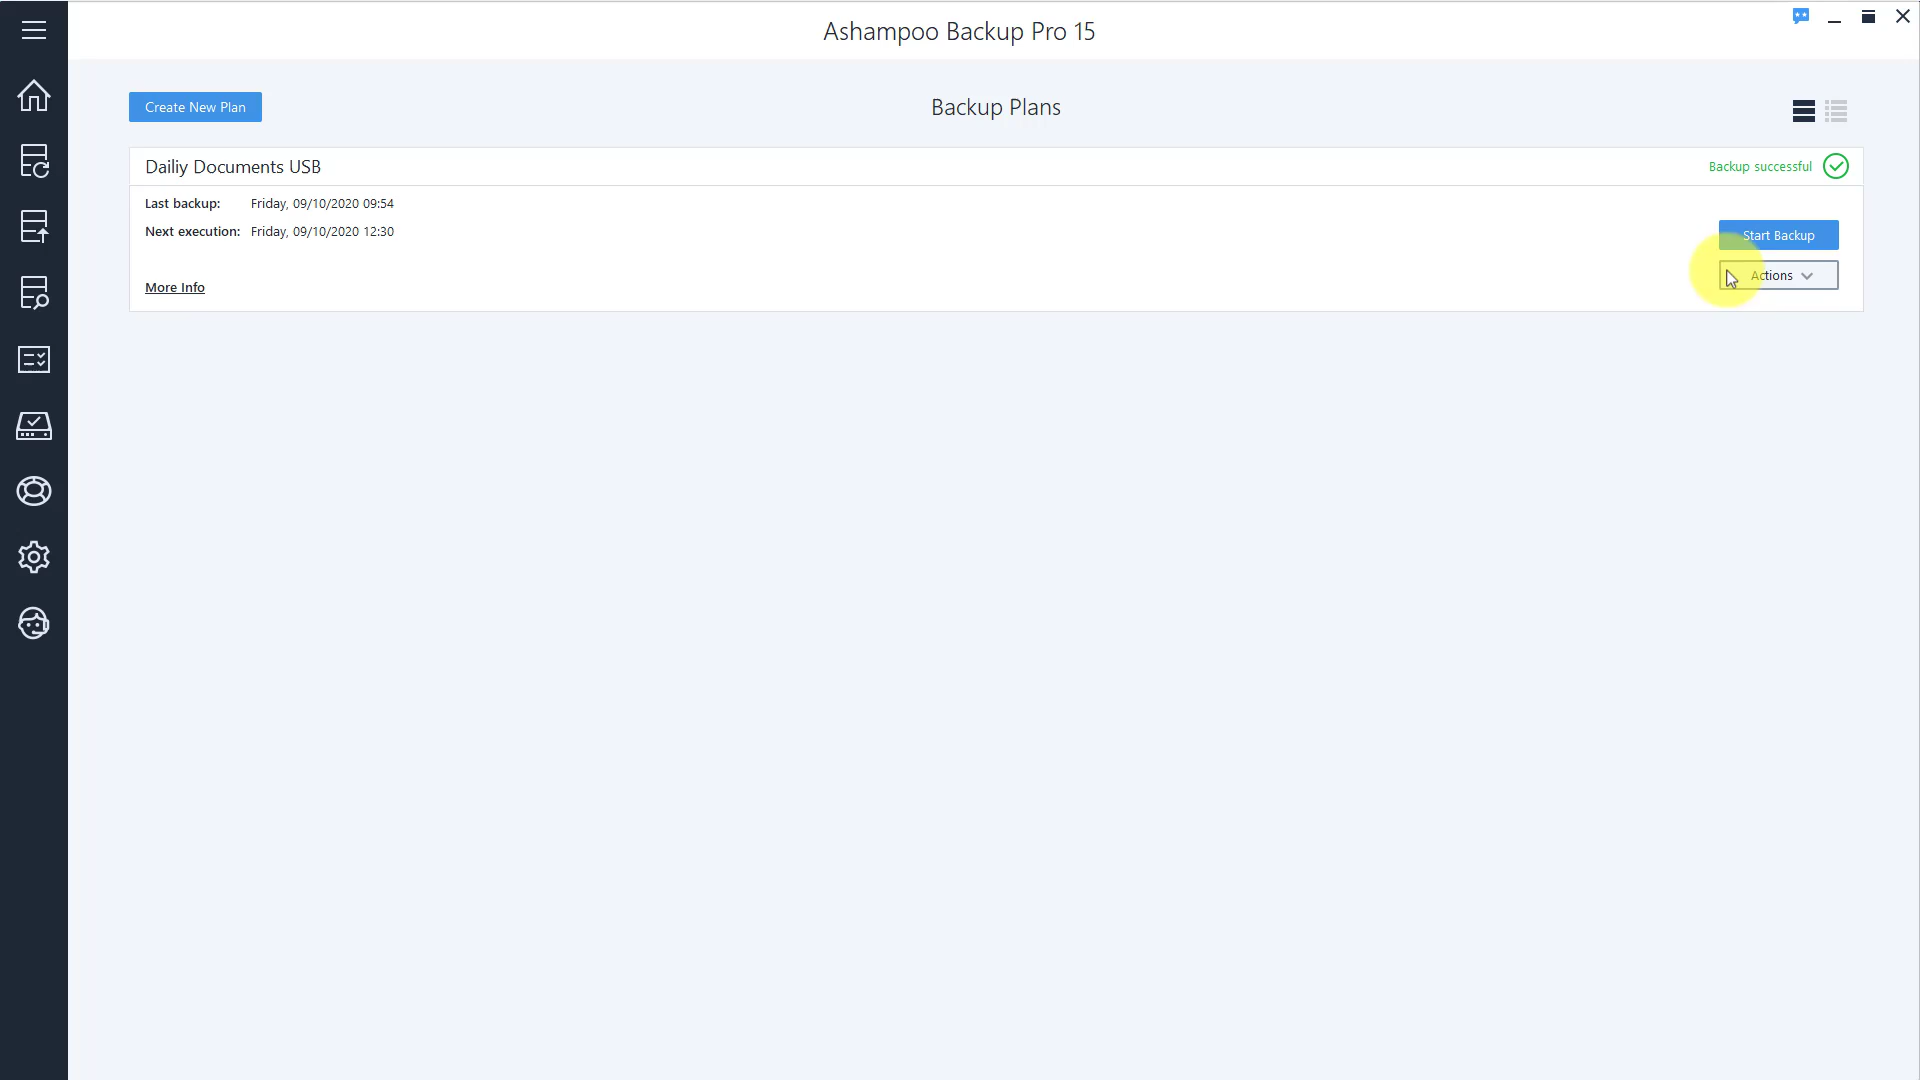 Ashampoo Backup Pro 15
Create New Plan
Backup Plans
Dailiy Documents USB
Backup successful
Last backup: Friday, 09/10/2020 09:54
Next execution: Friday, 09/10/2020 12:30
Start Backup
Actions
More Info